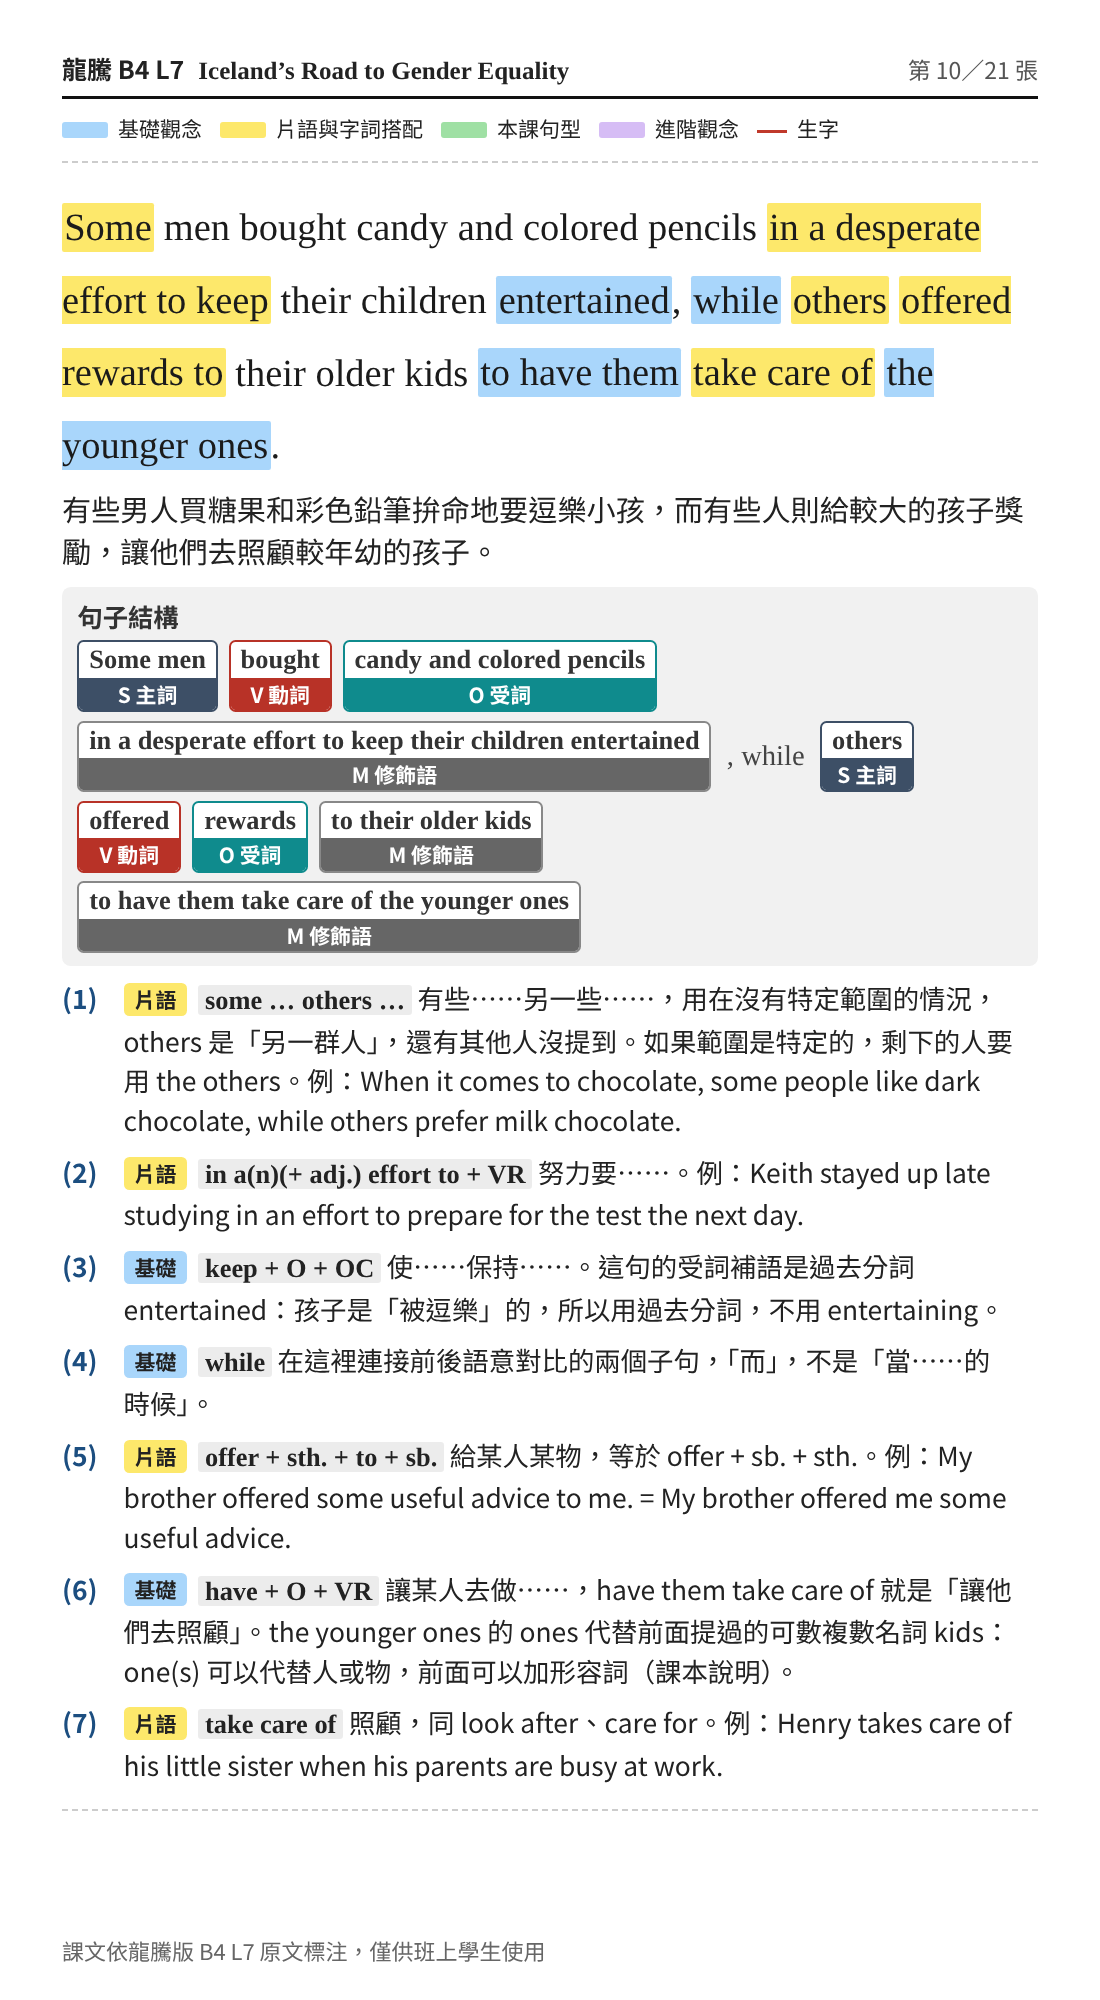 龍騰 B4 L7 Iceland’s Road to Gender Equality 第 10／21 張
基礎觀念 片語與字詞搭配 本課句型 進階觀念 生字
Some men bought candy and colored pencils in a desperate
effort to keep their children entertained, while others offered
rewards to their older kids to have them take care of the
younger ones.
有些男人買糖果和彩色鉛筆拚命地要逗樂小孩，而有些人則給較大的孩子獎
勵，讓他們去照顧較年幼的孩子。
句子結構
Some men bought candy and colored pencils
S 主詞 V 動詞 O 受詞
in a desperate effort to keep their children entertained , while others
M 修飾語 S 主詞
offered rewards to their older kids
V 動詞 O 受詞 M 修飾語
to have them take care of the younger ones
M 修飾語
(1) 片語 some … others … 有些……另一些……，用在沒有特定範圍的情況，
others 是「另一群人」，還有其他人沒提到。如果範圍是特定的，剩下的人要
用 the others。例：When it comes to chocolate, some people like dark
chocolate, while others prefer milk chocolate.
(2) 片語 in a(n)(+ adj.) effort to + VR 努力要……。例：Keith stayed up late
studying in an effort to prepare for the test the next day.
(3) 基礎 keep + O + OC 使……保持……。這句的受詞補語是過去分詞
entertained：孩子是「被逗樂」的，所以用過去分詞，不用 entertaining。
(4) 基礎 while 在這裡連接前後語意對比的兩個子句，「而」，不是「當……的
時候」。
(5) 片語 offer + sth. + to + sb. 給某人某物，等於 offer + sb. + sth.。例：My
brother offered some useful advice to me. = My brother offered me some
useful advice.
(6) 基礎 have + O + VR 讓某人去做……，have them take care of 就是「讓他
們去照顧」。the younger ones 的 ones 代替前面提過的可數複數名詞 kids：
one(s) 可以代替人或物，前面可以加形容詞（課本說明）。
(7) 片語 take care of 照顧，同 look after、care for。例：Henry takes care of
his little sister when his parents are busy at work.
課文依龍騰版 B4 L7 原文標注，僅供班上學生使用